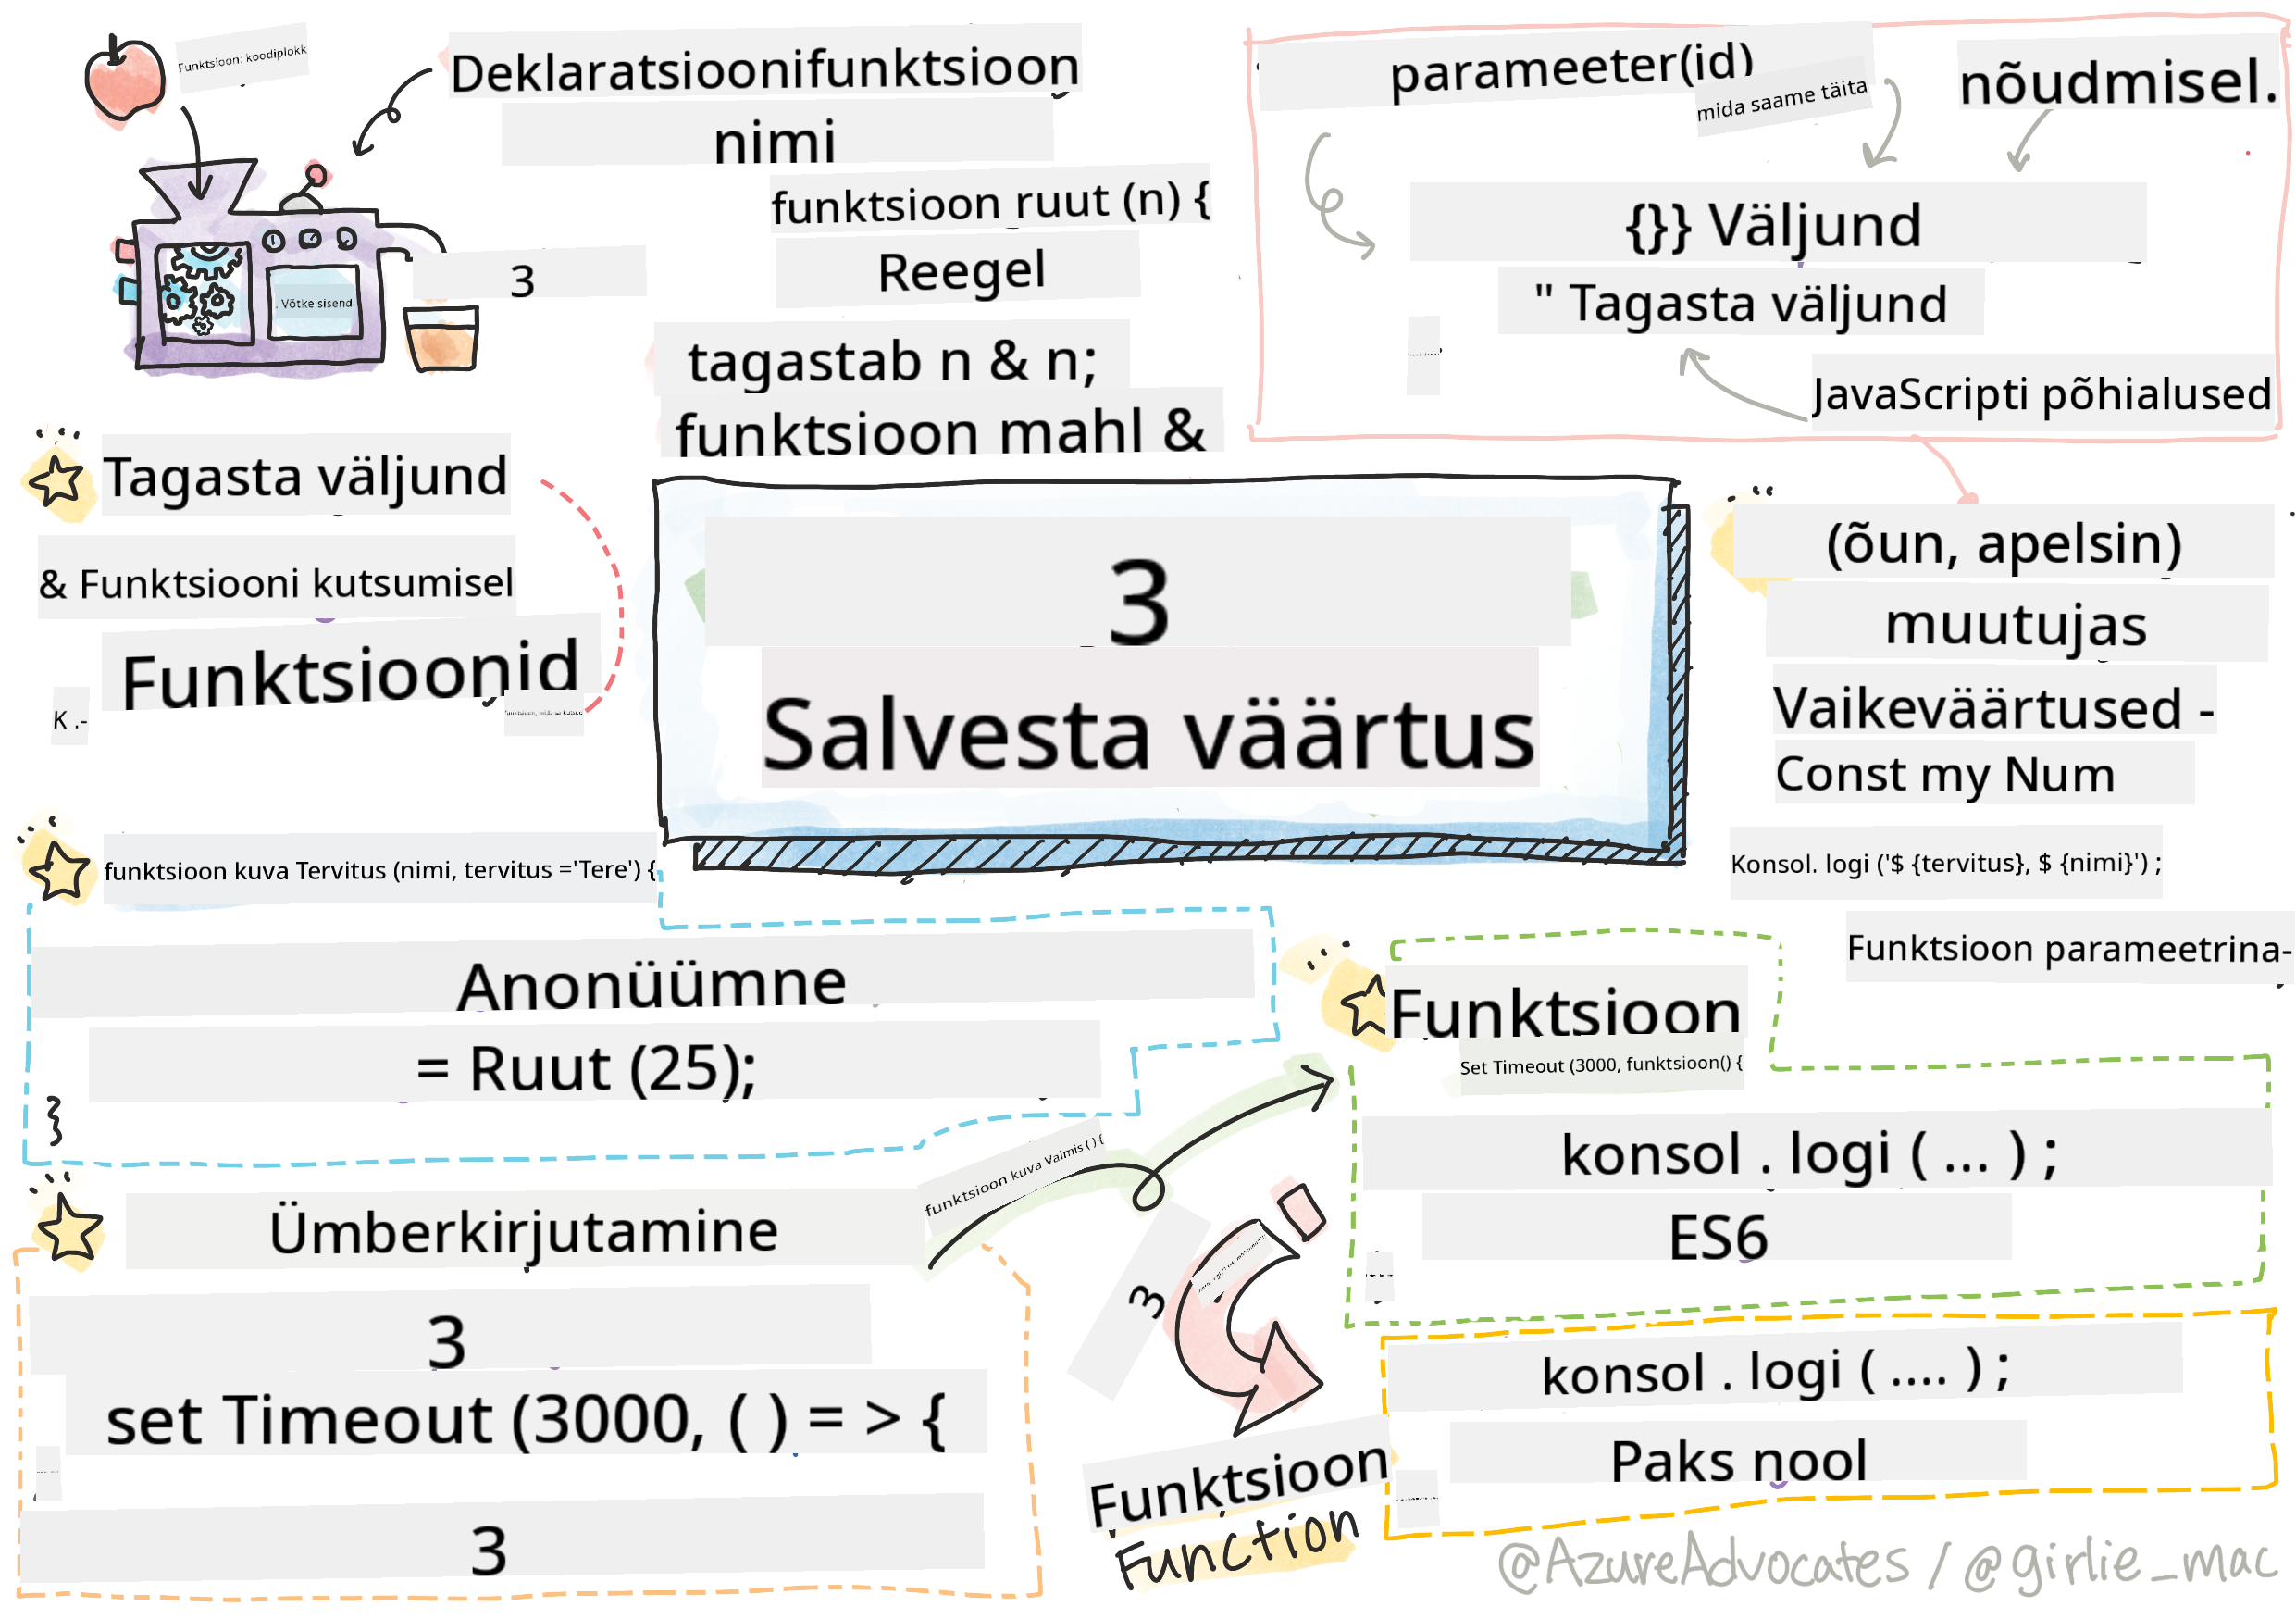 Funktsioon: koodiplokk
Deklaratsioonifunktsioon
nimi
funktsioon ruut (n) {
Reegel
tagastab n & n;
funktsioon mahl &
. Võtke sisend
3
parameeter(id)
mida saame täita
nõudmisel.
{}} Väljund
" Tagasta väljund
JavaScripti põhialused
Tagasta väljund
& Funktsiooni kutsumisel
Funktsioonid
K .-
3
Salvesta väärtus
(õun, apelsin)
muutujas
Vaikeväärtused -
Const my Num
Konsol. logi ('$ {tervitus}, $ {nimi}') ;
Funktsioon parameetrina-
funktsioon kuva Tervitus (nimi, tervitus ='Tere') {
Anonüümne
= Ruut (25);
}
Funktsioon
Set Timeout (3000, funktsioon() {
konsol . logi ( ... ) ;
ES6
Ümberkirjutamine
funktsioon kuva Valmis ( ) {
3
set Timeout (3000, ( ) = > {
3
3
Funktsioon
Function
konsol . logi ( .... ) ;
Paks nool
@AzureAdvocates / @girlie_mac